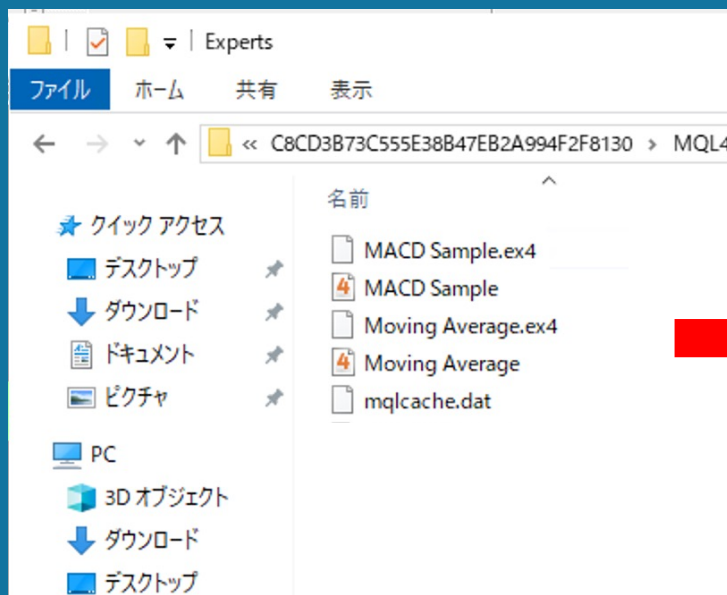 Experts
ファイル ホーム 共有 表示
« C8CD3B73C555E38B47EB2A994F2F8130 › MQL4
名前
クイック アクセス
デスクトップ
ダウンロード
ドキュメント
ピクチャ
PC
3D オブジェクト
ダウンロード
デスクトップ
MACD Sample.ex4
MACD Sample
Moving Average.ex4
Moving Average
mqlcache.dat